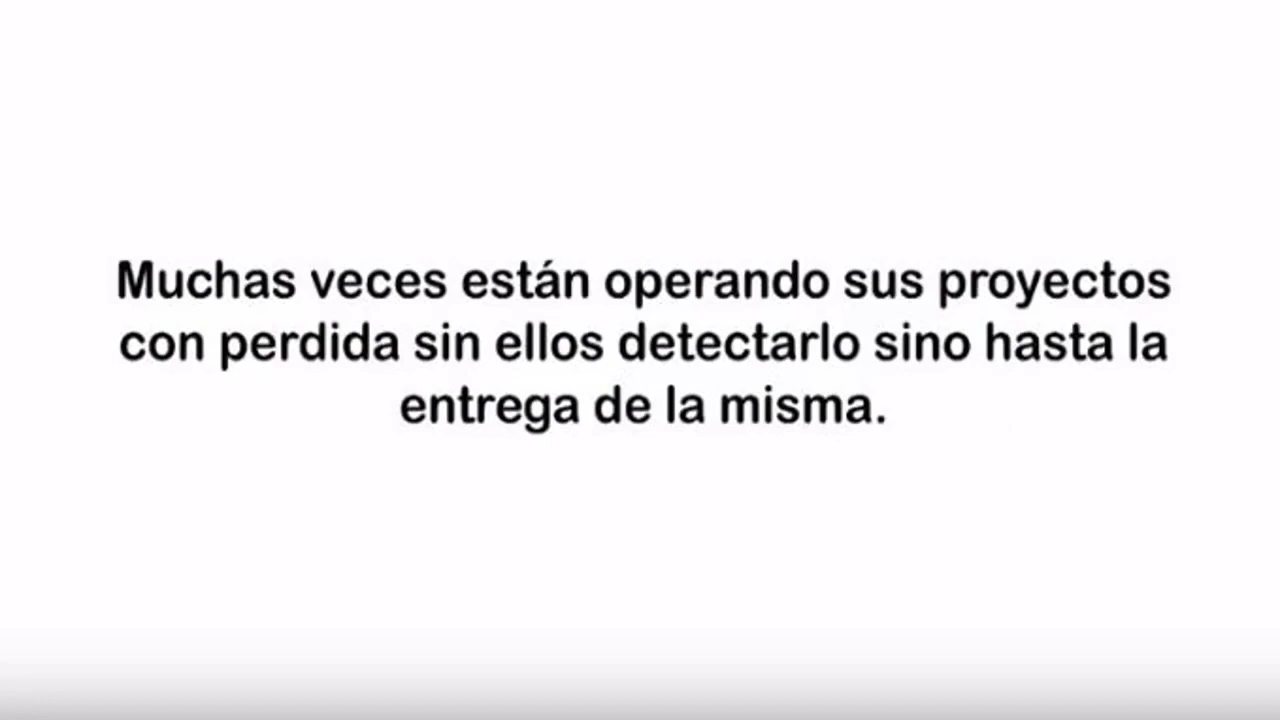 Muchas veces están operando sus proyectos
con perdida sin ellos detectarlo sino hasta la
entrega de la misma.